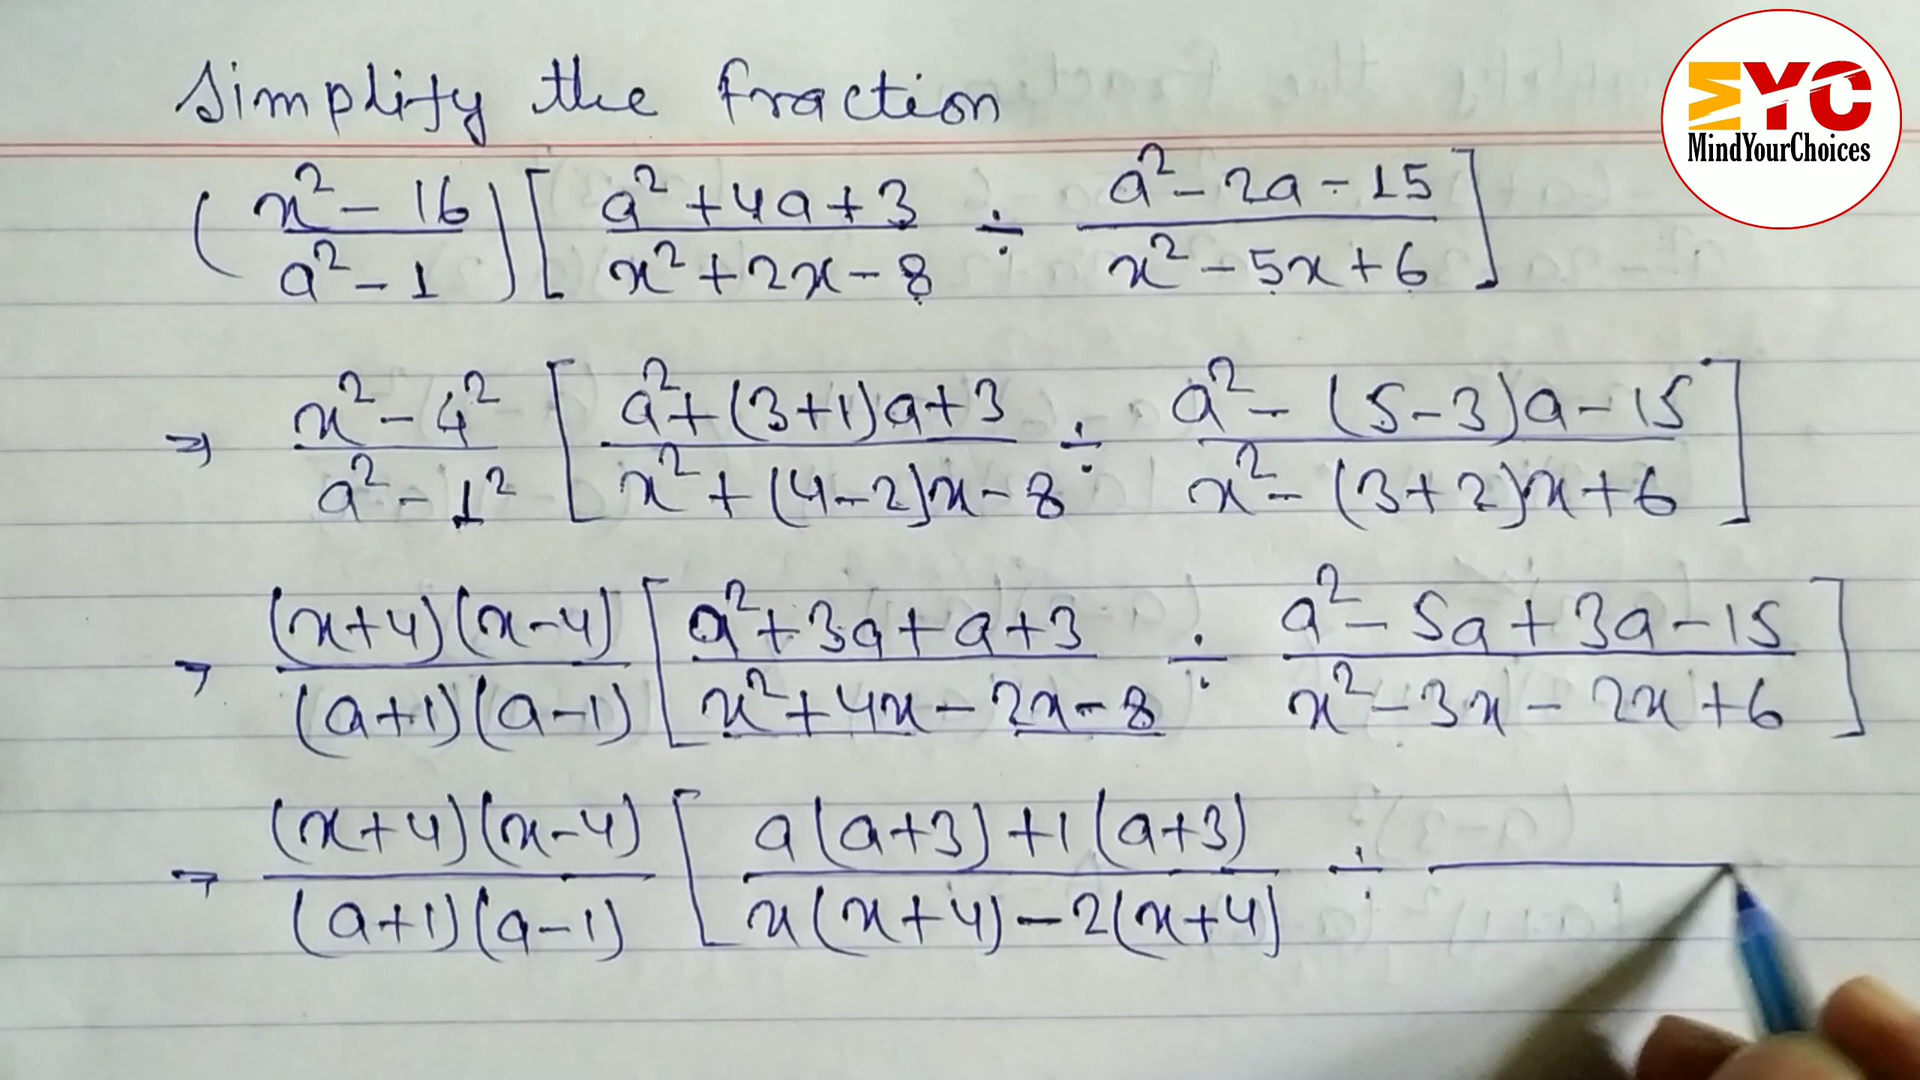 Simplify the fraction
MYC
MindYourChoices
(x² - 16 / a² - 1) [a² + 4a + 3 / x² + 2x - 8 ÷ a² - 2a - 15 / x² - 5x + 6]
⇒ x² - 4² / a² - 1² [a² + (3+1)a + 3 / x² + (4-2)x - 8 ÷ a² - (5-3)a - 15 / x² - (3+2)x + 6]
→ (x+4)(x-4) / (a+1)(a-1) [a² + 3a + a + 3 / x² + 4x - 2x - 8 ÷ a² - 5a + 3a - 15 / x² - 3x - 2x + 6]
→ (x+4)(x-4) / (a+1)(a-1) [a(a+3) + 1(a+3) / x(x+4) - 2(x+4) ÷